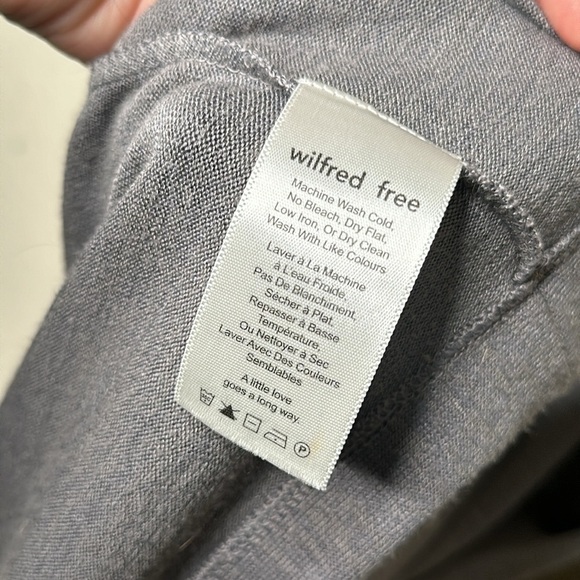 wilfred free
Machine Wash Cold,
No Bleach, Dry Flat,
Low Iron, Or Dry Clean
Wash With Like Colours
Laver à La Machine
à L'eau Froide,
Pas De Blanchiment,
Sécher à Plat,
Repasser à Basse
Température,
Ou Nettoyer à Sec
Laver Avec Des Couleurs
Semblables
A little love
goes a long way.
P